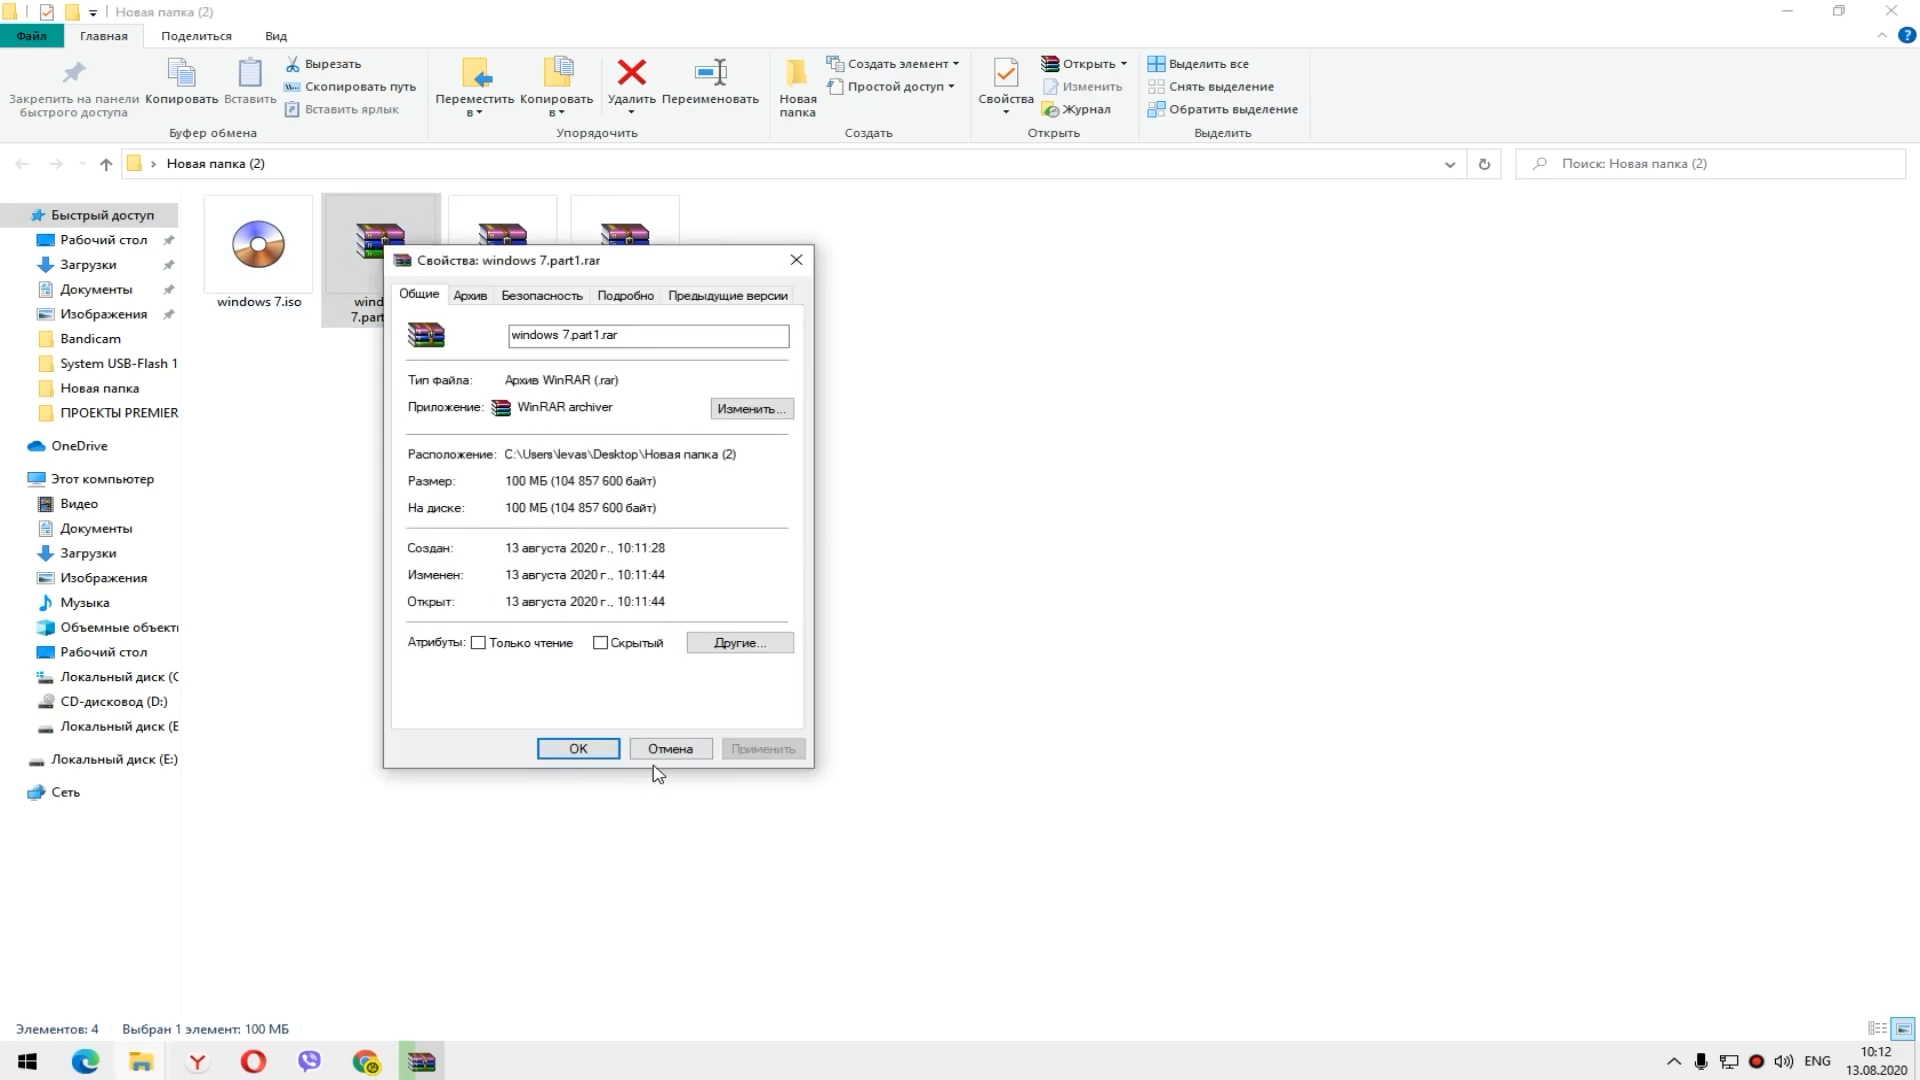 Новая папка (2)
Файл
Главная
Поделиться
Вид
Закрепить на панели
быстрого доступа
Копировать
Вставить
Вырезать
Скопировать путь
Вставить ярлык
Буфер обмена
Переместить
в
Копировать
в
Удалить
Переименовать
Упорядочить
Новая
папка
Создать элемент
Простой доступ
Создать
Свойства
Открыть
Изменить
Журнал
Открыть
Выделить все
Снять выделение
Обратить выделение
Выделить
Новая папка (2)
Поиск: Новая папка (2)
Быстрый доступ
Рабочий стол
Загрузки
Документы
Изображения
Bandicam
System USB-Flash 1
Новая папка
ПРОЕКТЫ PREMIER
OneDrive
Этот компьютер
Видео
Документы
Загрузки
Изображения
Музыка
Объемные объекты
Рабочий стол
Локальный диск (C
CD-дисковод (D:)
Локальный диск (E
Локальный диск (E:)
Сеть
windows 7.iso
wind
7.part
Свойства: windows 7.part1.rar
Общие
Архив
Безопасность
Подробно
Предыдущие версии
windows 7.part1.rar
Тип файла: Архив WinRAR (.rar)
Приложение: WinRAR archiver
Изменить...
Расположение: C:\Users\levas\Desktop\Новая папка (2)
Размер: 100 МБ (104 857 600 байт)
На диске: 100 МБ (104 857 600 байт)
Создан: 13 августа 2020 г., 10:11:28
Изменен: 13 августа 2020 г., 10:11:44
Открыт: 13 августа 2020 г., 10:11:44
Атрибуты: Только чтение Скрытый Другие...
OK Отмена Применить
Элементов: 4 Выбран 1 элемент: 100 МБ
ENG
10:12
13.08.2020